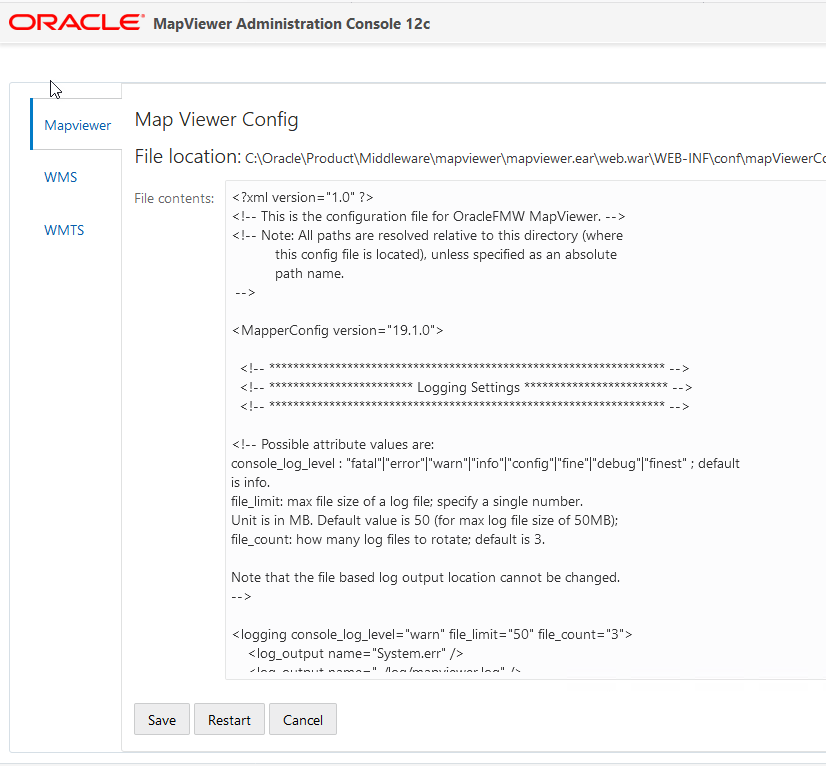 ORACLE® MapViewer Administration Console 12c
Mapviewer
WMS
WMTS
Map Viewer Config
File location: C:\Oracle\Product\Middleware\mapviewer\mapviewer.ear\web.war\WEB-INF\conf\mapViewerCo
File contents:
<?xml version="1.0" ?>
<!-- This is the configuration file for OracleFMW MapViewer. -->
<!-- Note: All paths are resolved relative to this directory (where
this config file is located), unless specified as an absolute
path name.
-->
<MapperConfig version="19.1.0">
<!-- ****************************************************************** -->
<!-- ************************ Logging Settings ************************ -->
<!-- ****************************************************************** -->
<!-- Possible attribute values are:
console_log_level : "fatal"|"error"|"warn"|"info"|"config"|"fine"|"debug"|"finest" ; default
is info.
file_limit: max file size of a log file; specify a single number.
Unit is in MB. Default value is 50 (for max log file size of 50MB);
file_count: how many log files to rotate; default is 3.
Note that the file based log output location cannot be changed.
-->
<logging console_log_level="warn" file_limit="50" file_count="3">
<log_output name="System.err" />
<log_output name="../log/mapviewer.log" />
Save
Restart
Cancel